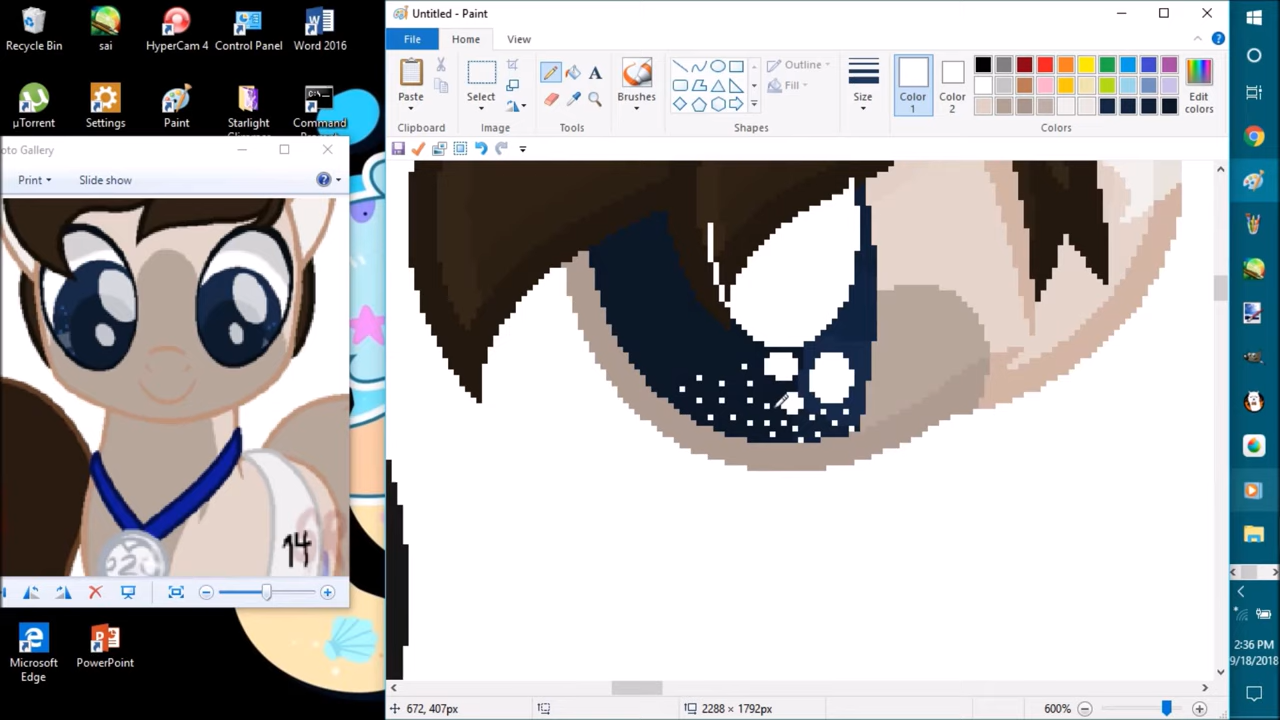 Recycle Bin
sai
HyperCam 4
Control Panel
Word 2016
µTorrent
Settings
Paint
Starlight
Command
Microsoft
Edge
PowerPoint
oto Gallery
Print
Slide show
14
Untitled - Paint
File
Home
View
Paste
Select
Brushes
Outline
Fill
Size
Color
1
Color
2
Edit
colors
Clipboard
Image
Tools
Shapes
Colors
672, 407px
2288 × 1792px
600%
2:36 PM
9/18/2018